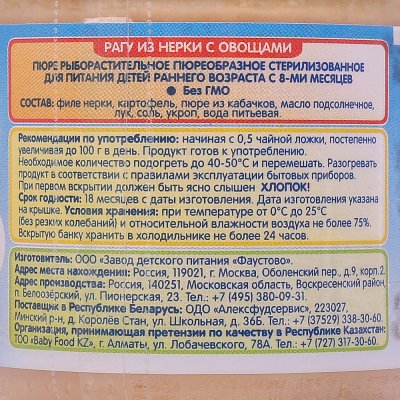 РАГУ ИЗ НЕРКИ С ОВОЩАМИ
ПЮРЕ РЫБОРАСТИТЕЛЬНОЕ ПЮРЕОБРАЗНОЕ СТЕРИЛИЗОВАННОЕ
ДЛЯ ПИТАНИЯ ДЕТЕЙ РАННЕГО ВОЗРАСТА С 8-МИ МЕСЯЦЕВ
● Без ГМО
СОСТАВ: филе нерки, картофель, пюре из кабачков, масло подсолнечное,
лук, соль, укроп, вода питьевая.
Рекомендации по употреблению: начиная с 0,5 чайной ложки, постепенно
увеличивая до 100 г в день. Продукт готов к употреблению.
Необходимое количество подогреть до 40-50°С и перемешать. Разогревать
продукт в соответствии с правилами эксплуатации бытовых приборов.
При первом вскрытии должен быть ясно слышен ХЛОПОК!
Срок годности: 18 месяцев с даты изготовления. Дата изготовления указана
на крышке. Условия хранения: при температуре от 0°С до 25°С
(без резких колебаний) и относительной влажности воздуха не более 75%.
Вскрытую банку хранить в холодильнике не более 24 часов.
Изготовитель: ООО «Завод детского питания «Фаустово».
Адрес места нахождения: Россия, 119021, г. Москва, Оболенский пер., д.9, корп.2.
Адрес производства: Россия, 140251, Московская область, Воскресенский район,
п. Белоозёрский, ул. Пионерская, 23. Тел.: +7 (495) 380-09-31.
Поставщик в Республике Беларусь: ОДО «Алексфудсервис», 223027,
Минский р-н, д. Королёв Стан, ул. Школьная, д. 36Б. Тел.: +7 (37529) 338-30-60.
Организация, принимающая претензии по качеству в Республике Казахстан:
ТОО «Baby Food KZ», г. Алматы, ул. Лобачевского, 78А. Тел.: +7 (727) 317-30-60.